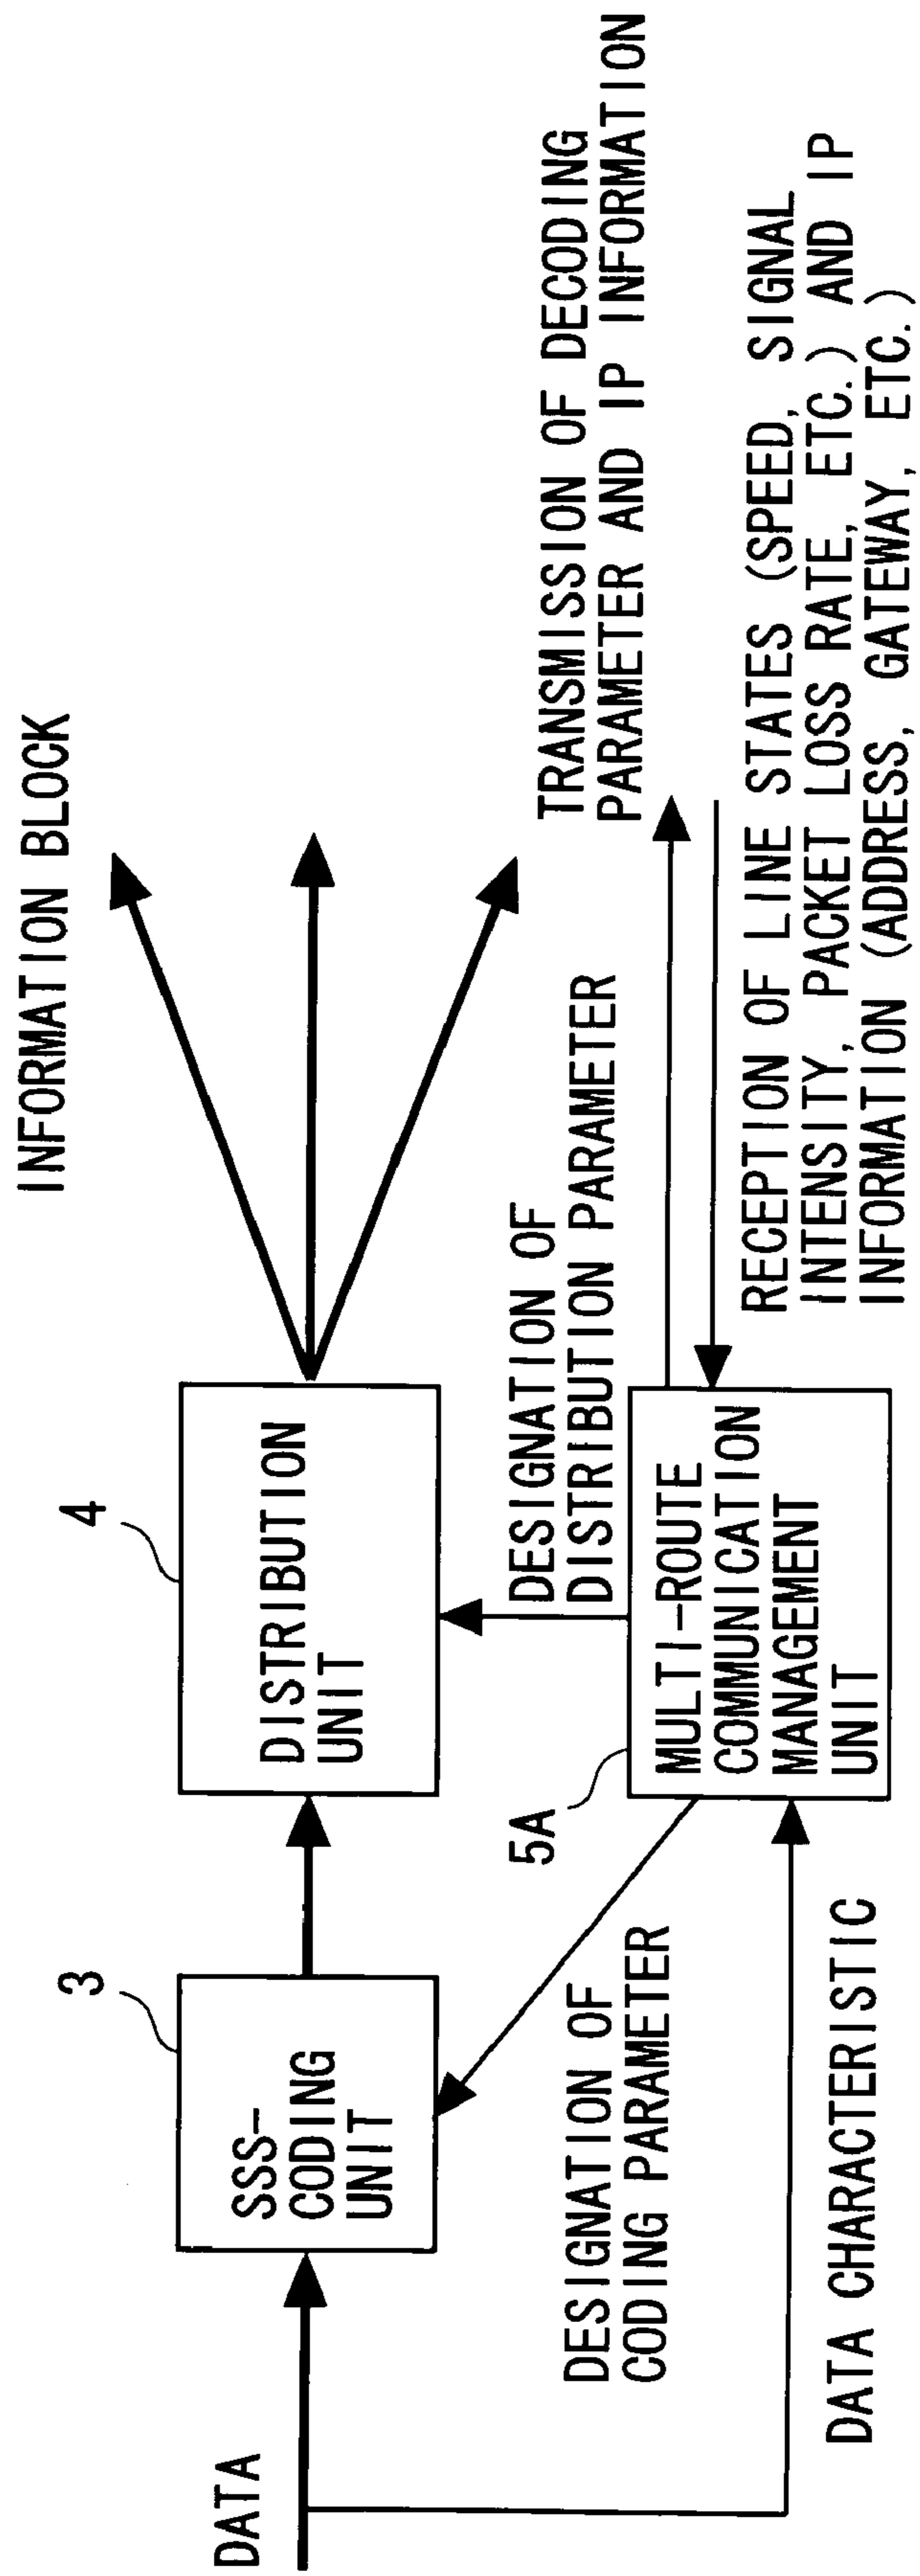 DATA
3
SSS-
CODING
UNIT
4
DISTRIBUTION
UNIT
INFORMATION BLOCK
DESIGNATION OF
CODING PARAMETER
5A
DESIGNATION OF
DISTRIBUTION PARAMETER
TRANSMISSION OF DECODING
PARAMETER AND IP INFORMATION
DATA CHARACTERISTIC
MULTI-ROUTE
COMMUNICATION
MANAGEMENT
UNIT
RECEPTION OF LINE STATES (SPEED, SIGNAL
INTENSITY, PACKET LOSS RATE, ETC.) AND IP
INFORMATION (ADDRESS, GATEWAY, ETC.)